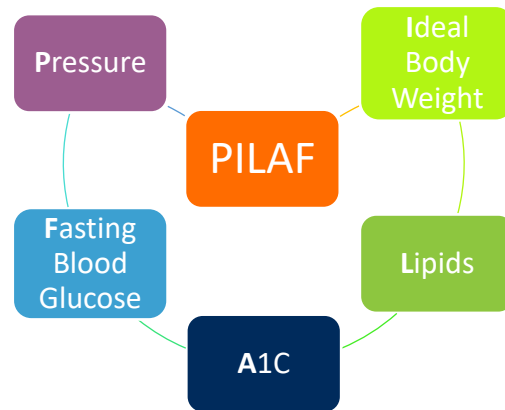 Pressure
Ideal
Body
Weight
PILAF
Fasting
Blood
Glucose
Lipids
A1C